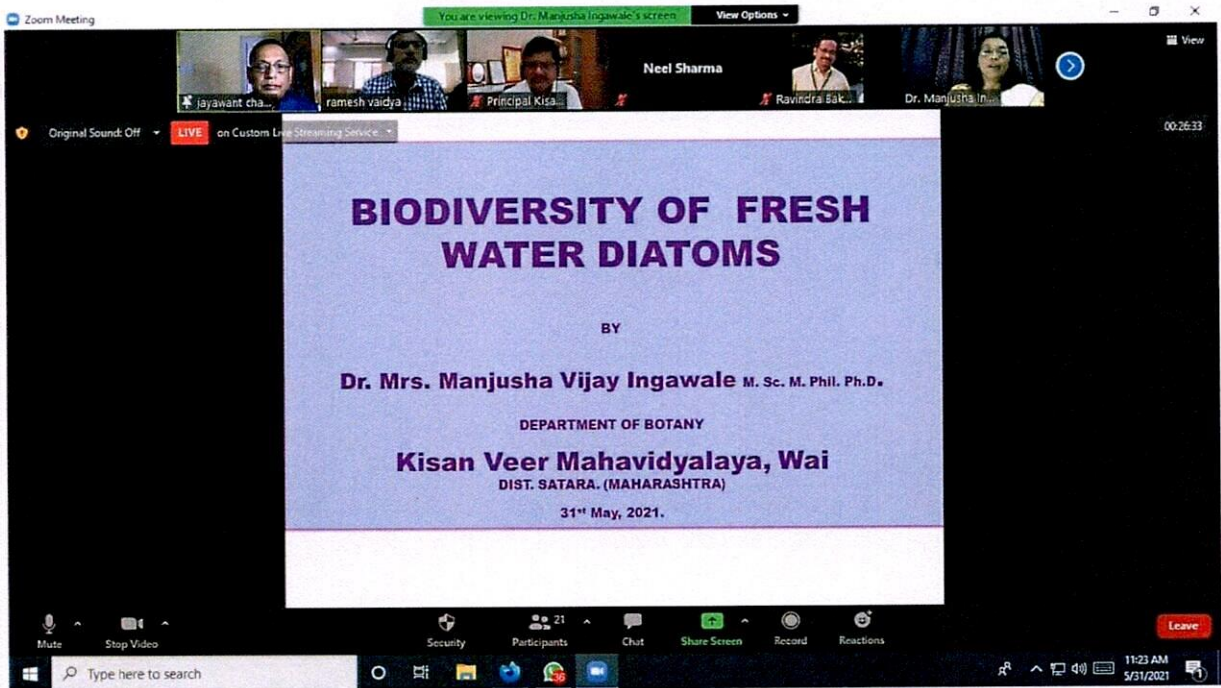 Zoom Meeting
You are viewing Dr. Manjusha Ingawale's screen
View Options
View
jayawant cha...
ramesh vaidya
Principal Kisa...
Neel Sharma
Ravindra Bak...
Dr. Manjusha In...
Original Sound: Off
LIVE on Custom Live Streaming Service
00:26:33
BIODIVERSITY OF FRESH
WATER DIATOMS
BY
Dr. Mrs. Manjusha Vijay Ingawale M. Sc. M. Phil. Ph.D.
DEPARTMENT OF BOTANY
Kisan Veer Mahavidyalaya, Wai
DIST. SATARA. (MAHARASHTRA)
31st May, 2021.
Mute
Stop Video
Security
21
Participants
Chat
Share Screen
Record
Reactions
Leave
Type here to search
36
11:23 AM
5/31/2021
1